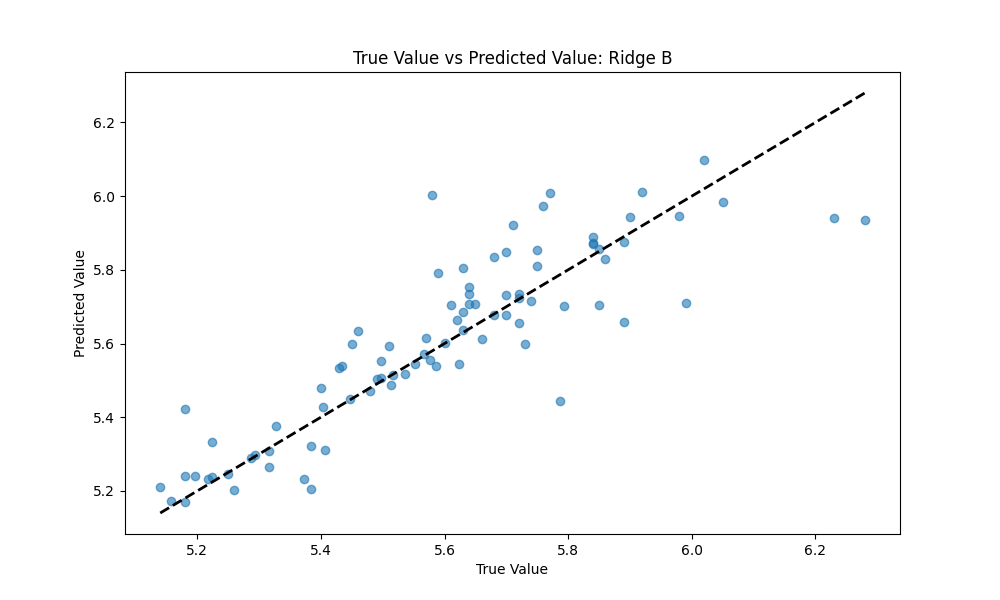 True Value vs Predicted Value: Ridge B
Predicted Value
6.2
6.0
5.8
5.6
5.4
5.2
5.2 5.4 5.6 5.8 6.0 6.2
True Value